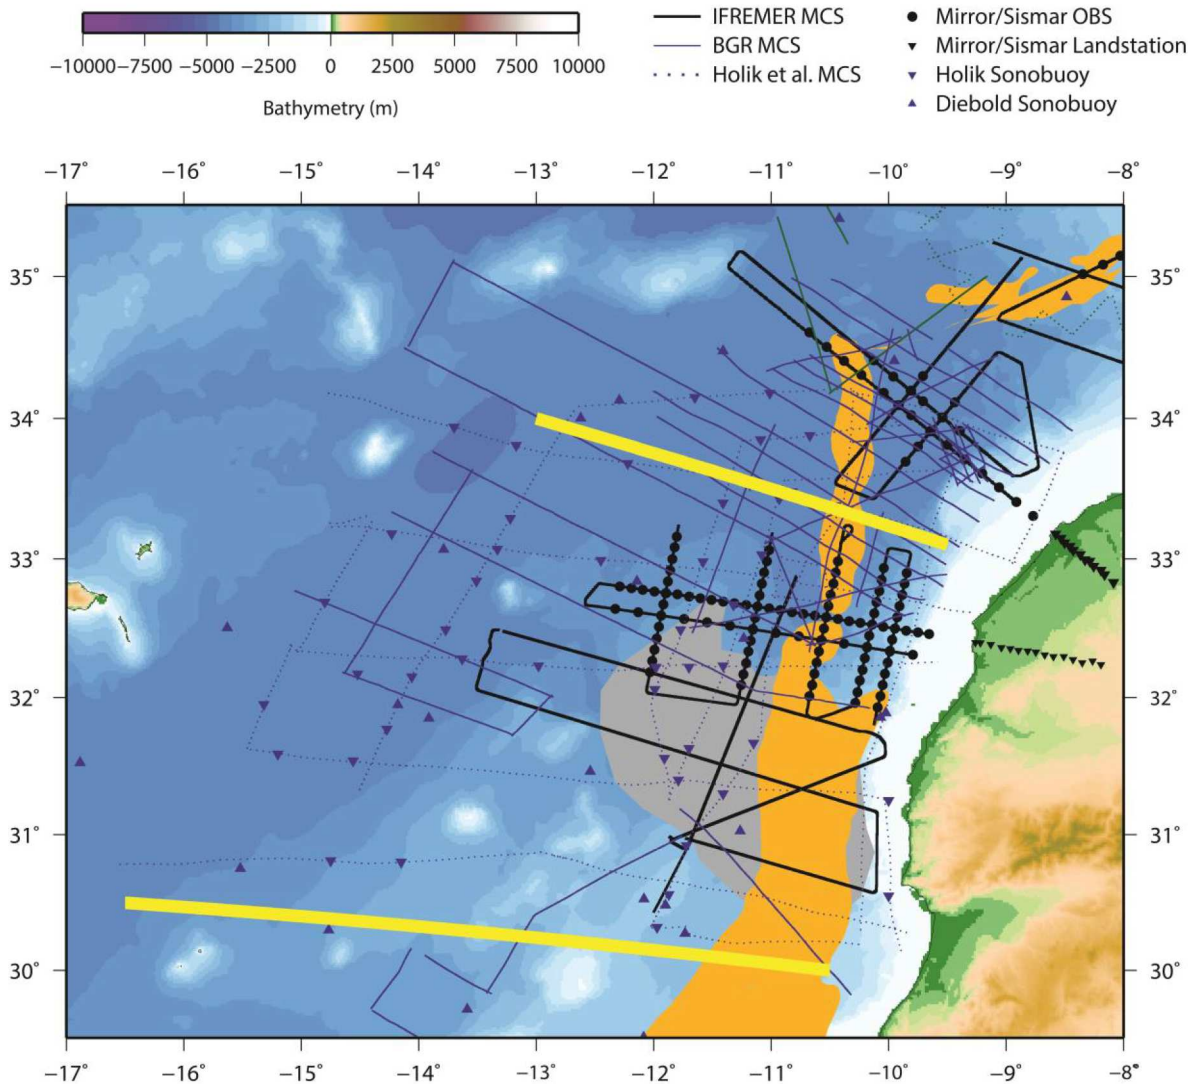 IFREMER MCS
BGR MCS
Holik et al. MCS
Mirror/Sismar OBS
Mirror/Sismar Landstation
Holik Sonobuoy
Diebold Sonobuoy
−10000 −7500 −5000 −2500 0 2500 5000 7500 10000
Bathymetry (m)
−17˚ −16˚ −15˚ −14˚ −13˚ −12˚ −11˚ −10˚ −9˚ −8˚
35˚ 35˚
34˚ 34˚
33˚ 33˚
32˚ 32˚
31˚ 31˚
30˚ 30˚
−17˚ −16˚ −15˚ −14˚ −13˚ −12˚ −11˚ −10˚ −9˚ −8˚